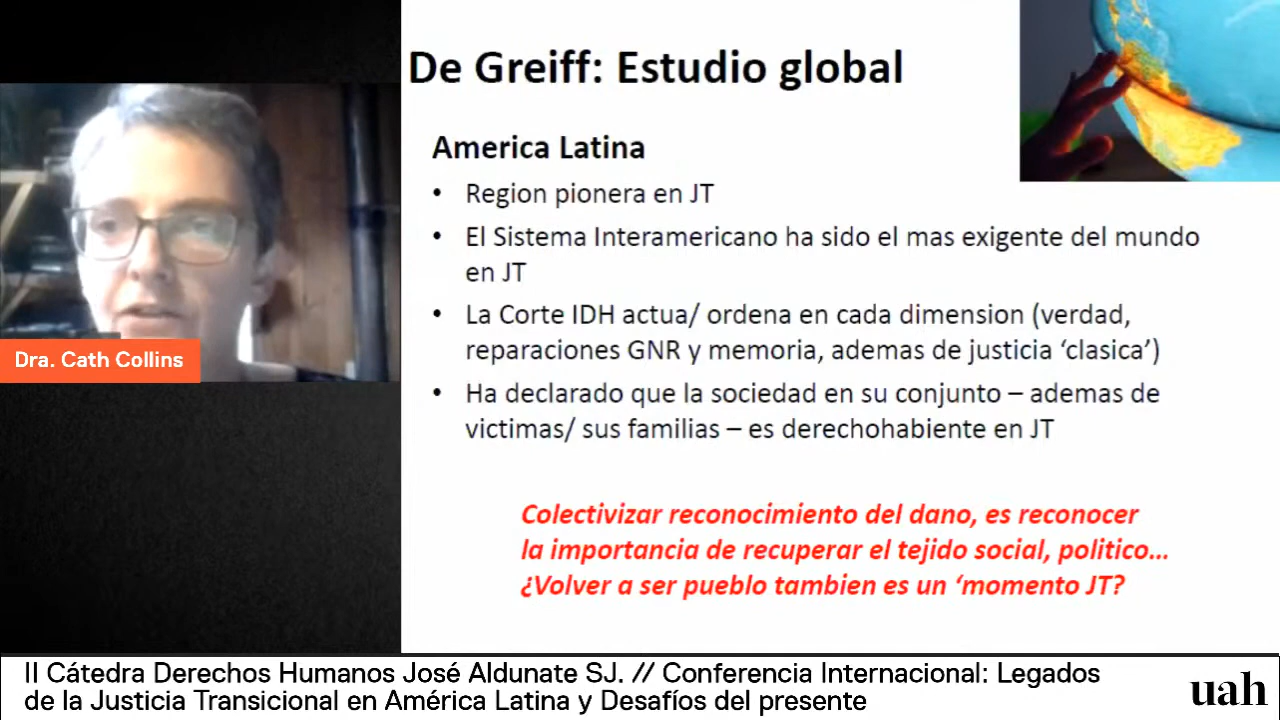 De Greiff: Estudio global
America Latina
• Region pionera en JT
• El Sistema Interamericano ha sido el mas exigente del mundo
en JT
• La Corte IDH actua/ ordena en cada dimension (verdad,
reparaciones GNR y memoria, ademas de justicia ‘clasica’)
• Ha declarado que la sociedad en su conjunto – ademas de
victimas/ sus familias – es derechohabiente en JT
Colectivizar reconocimiento del dano, es reconocer
la importancia de recuperar el tejido social, politico...
¿Volver a ser pueblo tambien es un ‘momento JT?
Dra. Cath Collins
II Cátedra Derechos Humanos José Aldunate SJ. // Conferencia Internacional: Legados
de la Justicia Transicional en América Latina y Desafíos del presente
uah